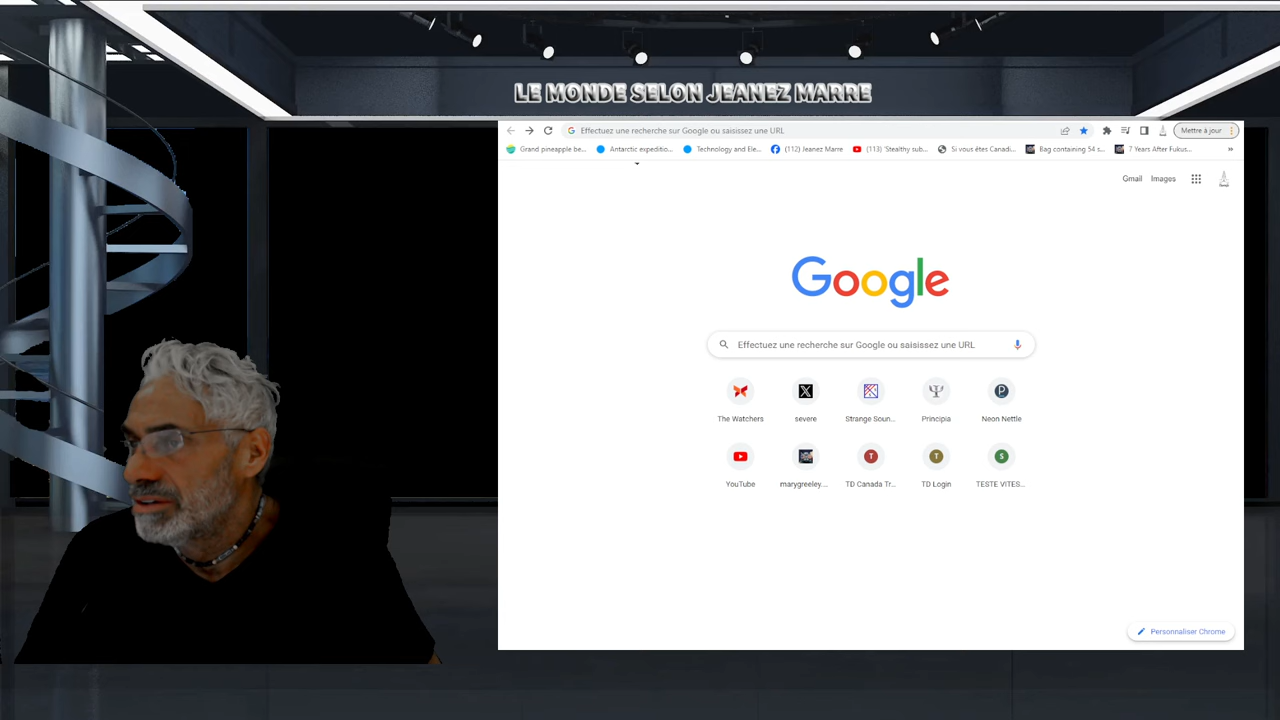 LE MONDE SELON JEANEZ MARRE
Effectuez une recherche sur Google ou saisissez une URL
Mettre à jour
Grand pineapple be... Antarctic expeditio... Technology and Ele... (112) Jeanez Marre (113) 'Stealthy sub... Si vous êtes Canadi... Bag containing 54 s... 7 Years After Fukus... »
Gmail Images
Google
Effectuez une recherche sur Google ou saisissez une URL
The Watchers severe Strange Soun... Principia Neon Nettle
YouTube marygreeley.... TD Canada Tr... TD Login TESTE VITES...
Personnaliser Chrome